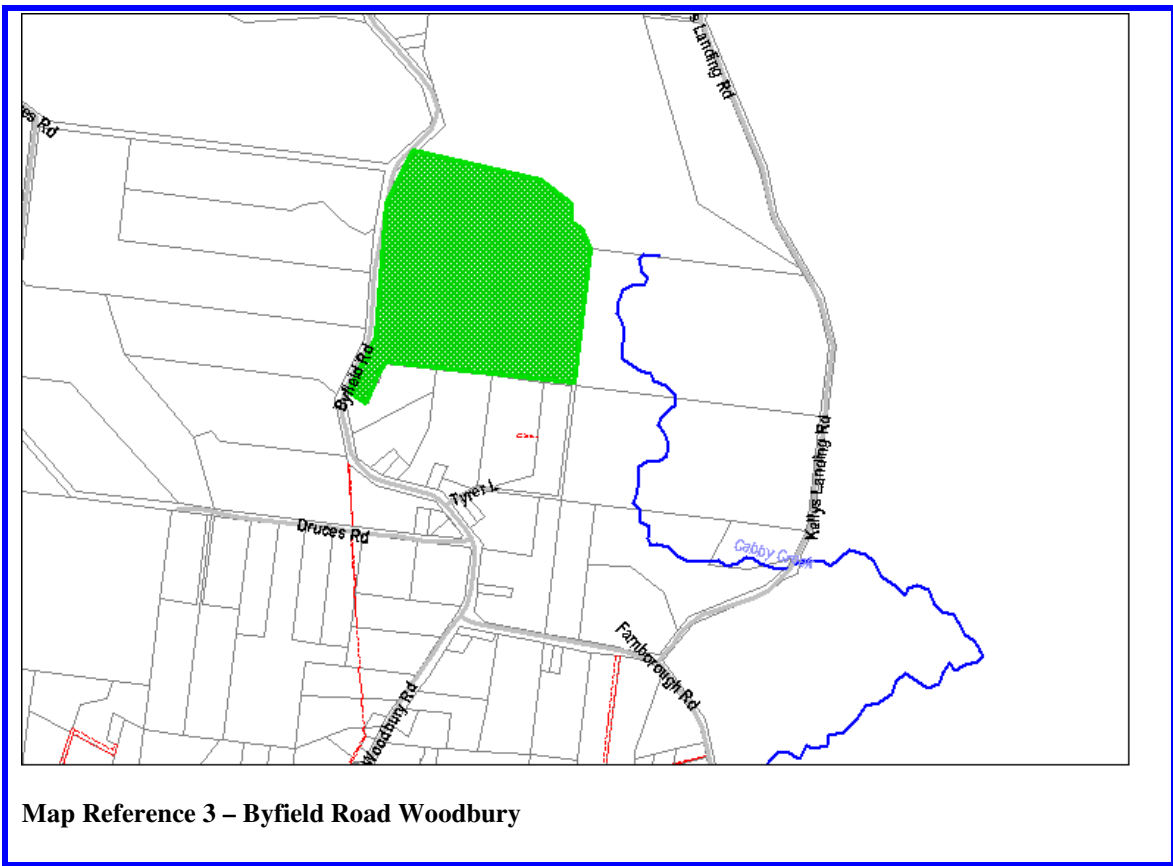 Landing Rd
es Rd
Byfield Rd
Kellys Landing Rd
Tyrer L
Druces Rd
Cabby Creek
Farnborough Rd
Woodbury Rd
Map Reference 3 – Byfield Road Woodbury